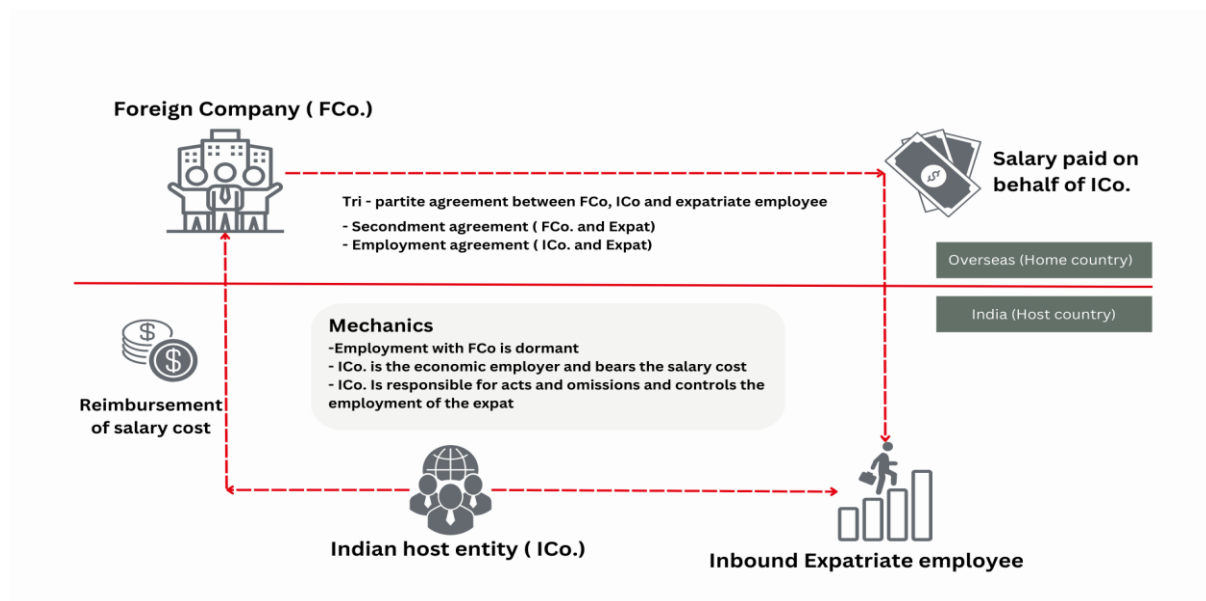 Foreign Company ( FCo.)
Salary paid on
behalf of ICo.
Tri - partite agreement between FCo, ICo and expatriate employee
- Secondment agreement ( FCo. and Expat)
- Employment agreement ( ICo. and Expat)
Overseas (Home country)
India (Host country)
Mechanics
-Employment with FCo is dormant
- ICo. is the economic employer and bears the salary cost
- ICo. Is responsible for acts and omissions and controls the
employment of the expat
Reimbursement
of salary cost
Indian host entity ( ICo.)
Inbound Expatriate employee